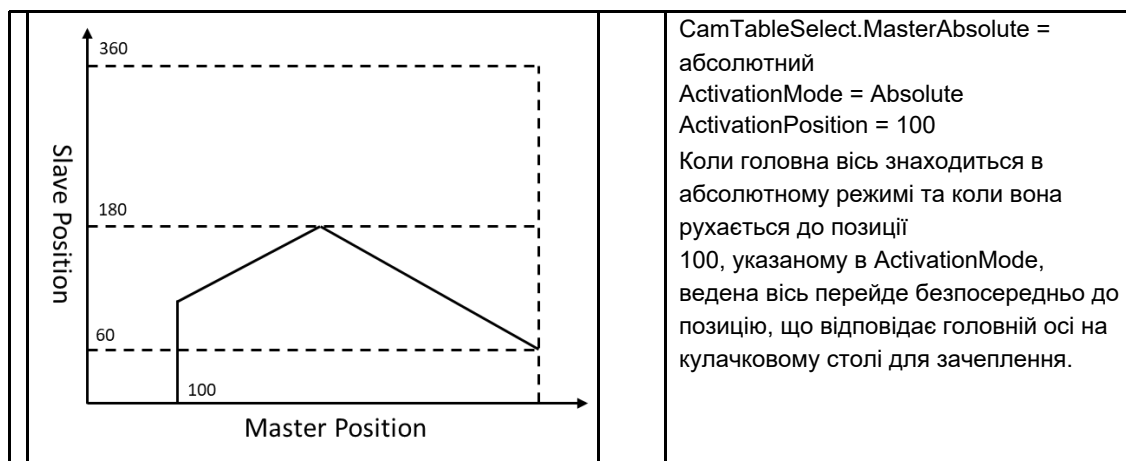 360
180
60
100
Slave Position
Master Position
CamTableSelect.MasterAbsolute =
абсолютний
ActivationMode = Absolute
ActivationPosition = 100
Коли головна вісь знаходиться в
абсолютному режимі та коли вона
рухається до позиції
100, указаному в ActivationMode,
ведена вісь перейде безпосередньо до
позицію, що відповідає головній осі на
кулачковому столі для зачеплення.